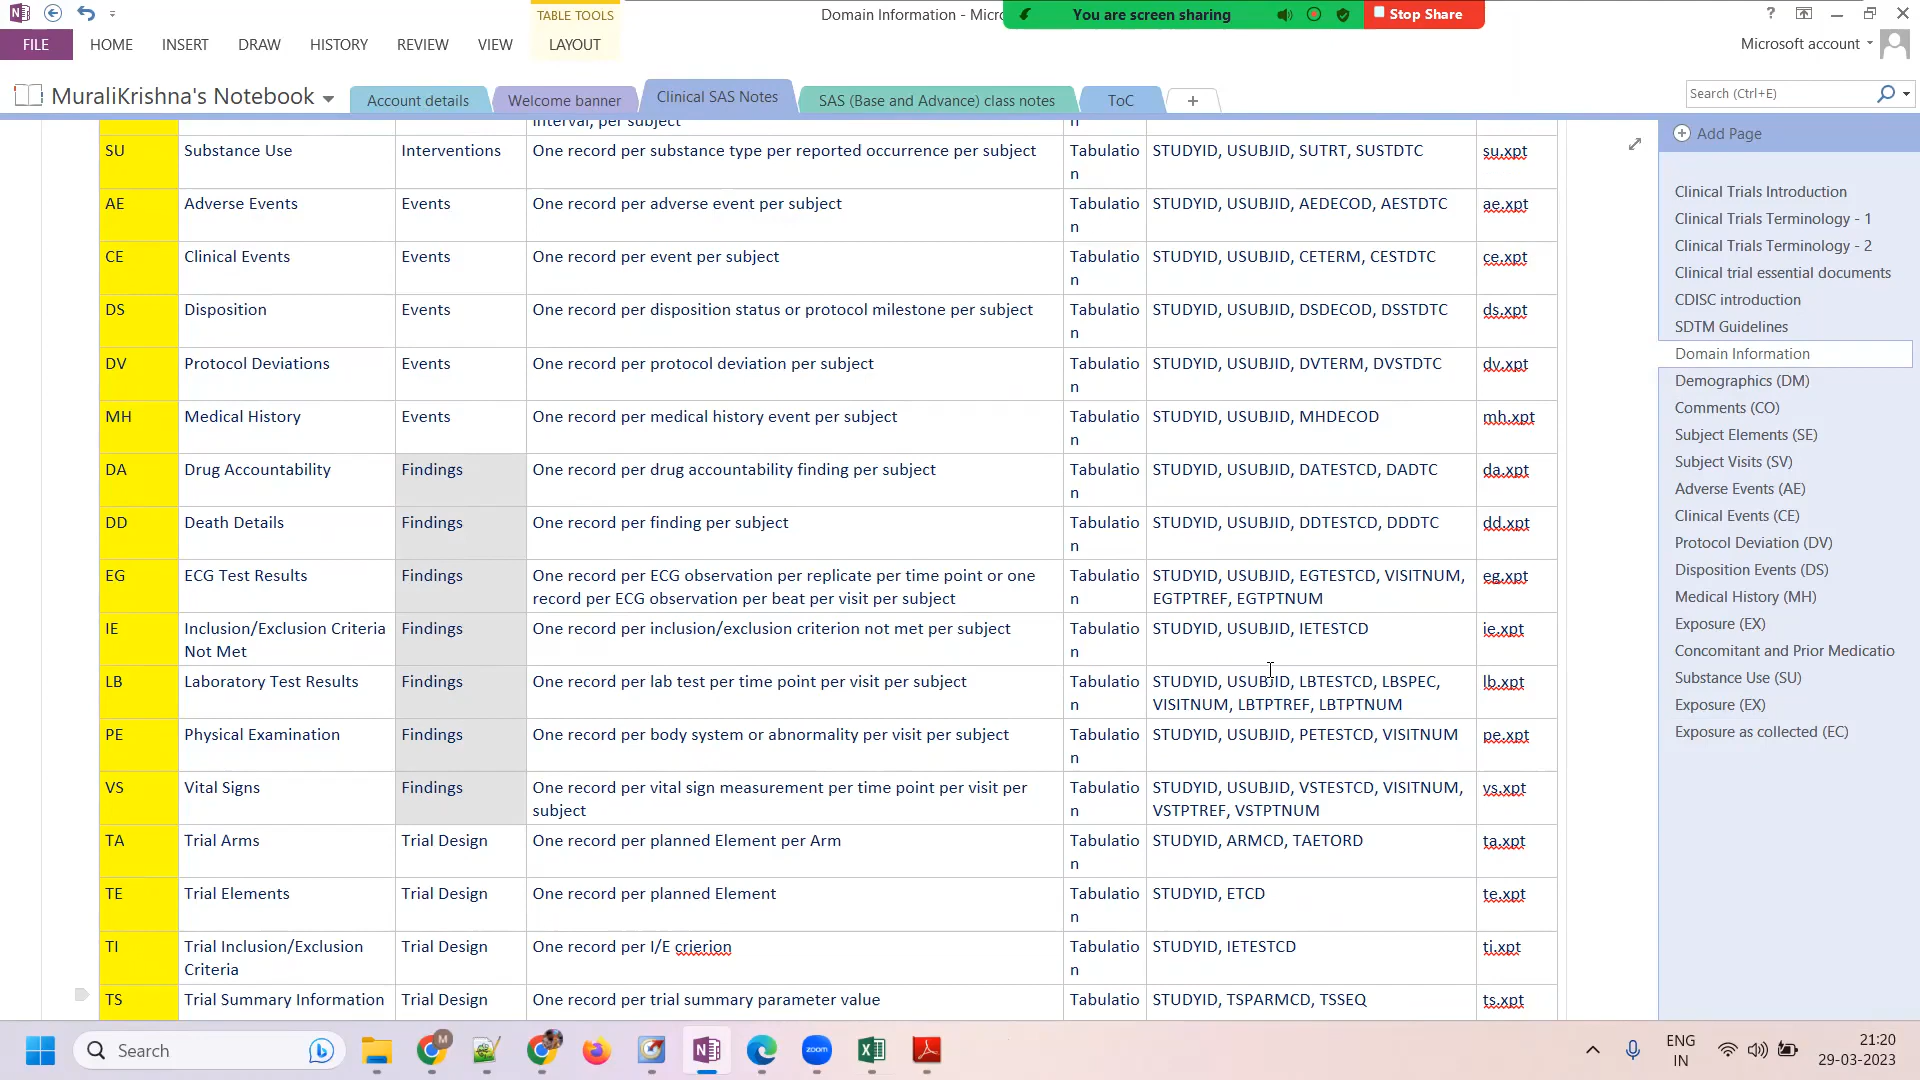 TABLE TOOLS
Domain Information - Micro
You are screen sharing
Stop Share
?
FILE
HOME
INSERT
DRAW
HISTORY
REVIEW
VIEW
LAYOUT
Microsoft account
MuraliKrishna's Notebook
Account details
Welcome banner
Clinical SAS Notes
SAS (Base and Advance) class notes
ToC
+
Search (Ctrl+E)
interval, per subject
n
SU Substance Use Interventions One record per substance type per reported occurrence per subject Tabulatio STUDYID, USUBJID, SUTRT, SUSTDTC su.xpt
n
AE Adverse Events Events One record per adverse event per subject Tabulatio STUDYID, USUBJID, AEDECOD, AESTDTC ae.xpt
n
CE Clinical Events Events One record per event per subject Tabulatio STUDYID, USUBJID, CETERM, CESTDTC ce.xpt
n
DS Disposition Events One record per disposition status or protocol milestone per subject Tabulatio STUDYID, USUBJID, DSDECOD, DSSTDTC ds.xpt
n
DV Protocol Deviations Events One record per protocol deviation per subject Tabulatio STUDYID, USUBJID, DVTERM, DVSTDTC dv.xpt
n
MH Medical History Events One record per medical history event per subject Tabulatio STUDYID, USUBJID, MHDECOD mh.xpt
n
DA Drug Accountability Findings One record per drug accountability finding per subject Tabulatio STUDYID, USUBJID, DATESTCD, DADTC da.xpt
n
DD Death Details Findings One record per finding per subject Tabulatio STUDYID, USUBJID, DDTESTCD, DDDTC dd.xpt
n
EG ECG Test Results Findings One record per ECG observation per replicate per time point or one Tabulatio STUDYID, USUBJID, EGTESTCD, VISITNUM, eg.xpt
record per ECG observation per beat per visit per subject n EGTPTREF, EGTPTNUM
IE Inclusion/Exclusion Criteria Findings One record per inclusion/exclusion criterion not met per subject Tabulatio STUDYID, USUBJID, IETESTCD ie.xpt
Not Met n
LB Laboratory Test Results Findings One record per lab test per time point per visit per subject Tabulatio STUDYID, USUBJID, LBTESTCD, LBSPEC, lb.xpt
n VISITNUM, LBTPTREF, LBTPTNUM
PE Physical Examination Findings One record per body system or abnormality per visit per subject Tabulatio STUDYID, USUBJID, PETESTCD, VISITNUM pe.xpt
n
VS Vital Signs Findings One record per vital sign measurement per time point per visit per Tabulatio STUDYID, USUBJID, VSTESTCD, VISITNUM, vs.xpt
subject n VSTPTREF, VSTPTNUM
TA Trial Arms Trial Design One record per planned Element per Arm Tabulatio STUDYID, ARMCD, TAETORD ta.xpt
n
TE Trial Elements Trial Design One record per planned Element Tabulatio STUDYID, ETCD te.xpt
n
TI Trial Inclusion/Exclusion Trial Design One record per I/E crierion Tabulatio STUDYID, IETESTCD ti.xpt
Criteria n
TS Trial Summary Information Trial Design One record per trial summary parameter value Tabulatio STUDYID, TSPARMCD, TSSEQ ts.xpt
Add Page
Clinical Trials Introduction
Clinical Trials Terminology - 1
Clinical Trials Terminology - 2
Clinical trial essential documents
CDISC introduction
SDTM Guidelines
Domain Information
Demographics (DM)
Comments (CO)
Subject Elements (SE)
Subject Visits (SV)
Adverse Events (AE)
Clinical Events (CE)
Protocol Deviation (DV)
Disposition Events (DS)
Medical History (MH)
Exposure (EX)
Concomitant and Prior Medicatio
Substance Use (SU)
Exposure (EX)
Exposure as collected (EC)
Search
M
zoom
ENG
IN
21:20
29-03-2023